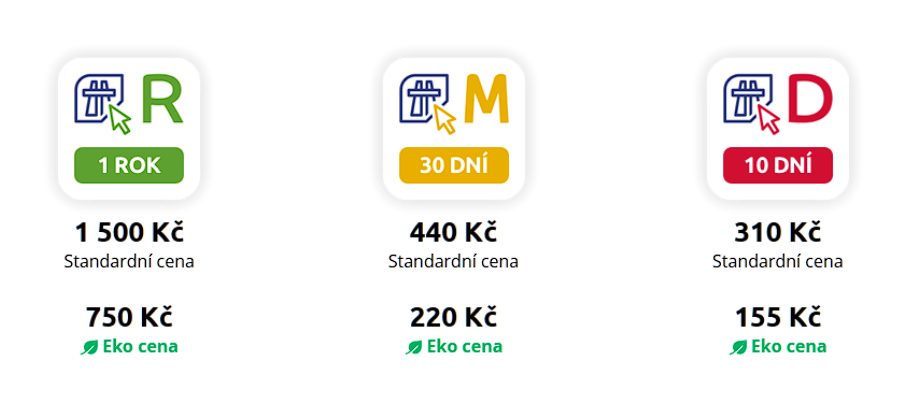 R
1 ROK
1 500 Kč
Standardní cena
750 Kč
Eko cena
M
30 DNÍ
440 Kč
Standardní cena
220 Kč
Eko cena
D
10 DNÍ
310 Kč
Standardní cena
155 Kč
Eko cena